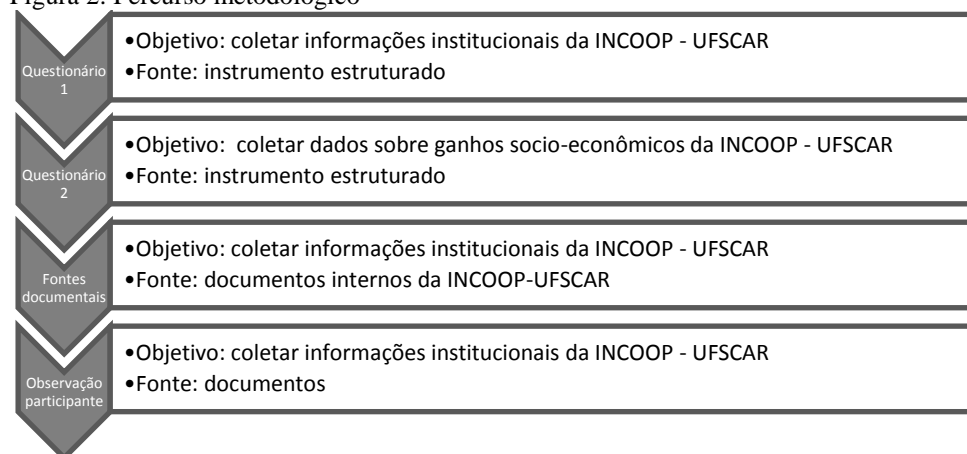 Figura 2: Percurso metodológico
Questionário
1
•Objetivo: coletar informações institucionais da INCOOP - UFSCAR
•Fonte: instrumento estruturado
Questionário
2
•Objetivo: coletar dados sobre ganhos socio-econômicos da INCOOP - UFSCAR
•Fonte: instrumento estruturado
Fontes
documentais
•Objetivo: coletar informações institucionais da INCOOP - UFSCAR
•Fonte: documentos internos da INCOOP-UFSCAR
Observação
participante
•Objetivo: coletar informações institucionais da INCOOP - UFSCAR
•Fonte: documentos